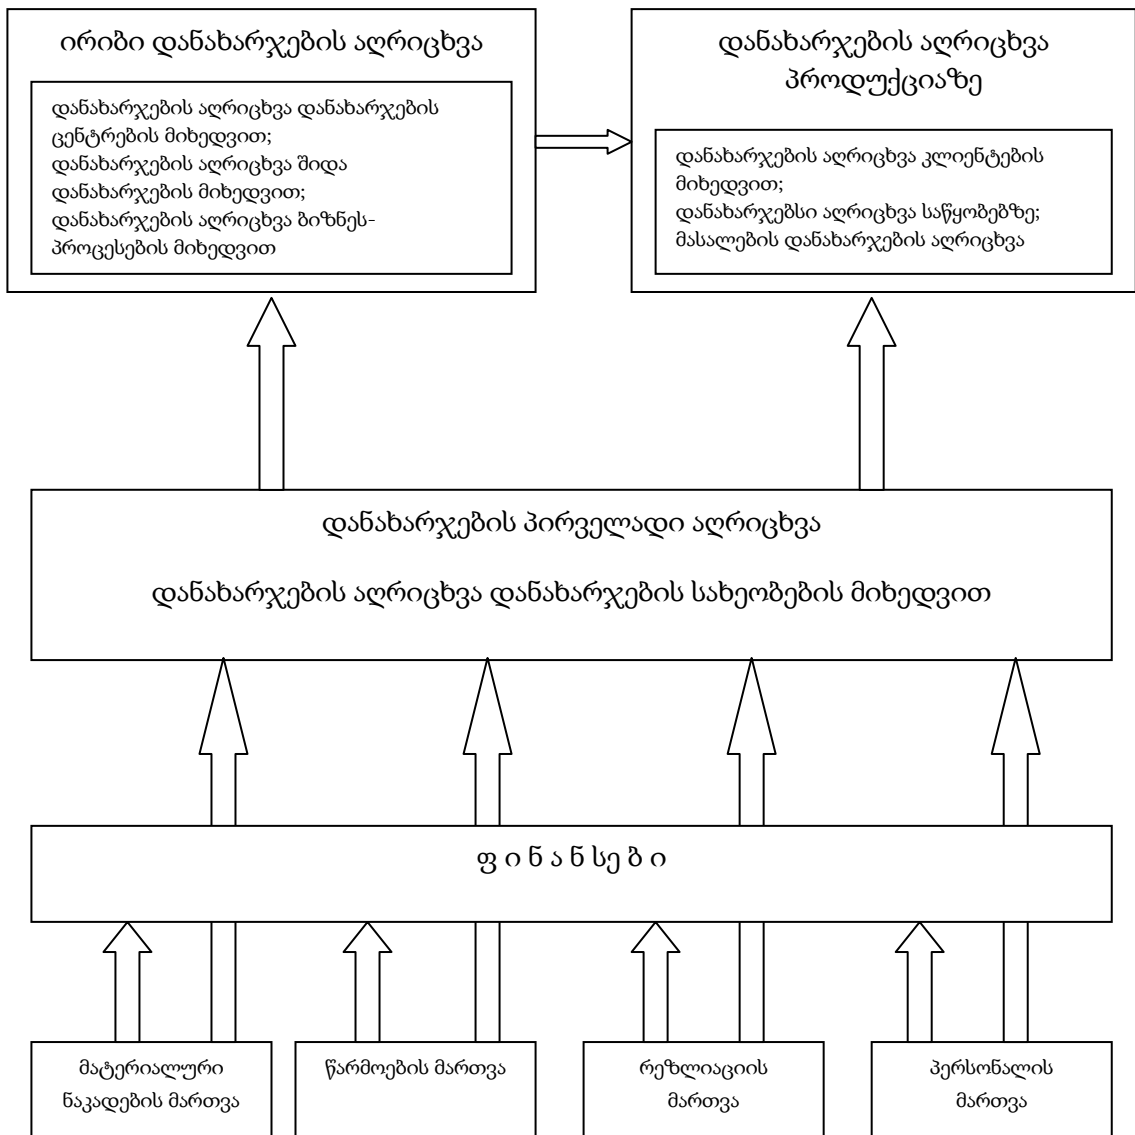 ირიბი დანახარჯების აღრიცხვა
დანახარჯების აღრიცხვა დანახარჯების
ცენტრების მიხედვით;
დანახარჯების აღრიცხვა შიდა
დანახარჯების მიხედვით;
დანახარჯების აღრიცხვა ბიზნეს-
პროცესების მიხედვით
დანახარჯების აღრიცხვა
პროდუქციაზე
დანახარჯების აღრიცხვა კლიენტების
მიხედვით;
დანახარჯებსი აღრიცხვა საწყობებზე;
მასალების დანახარჯების აღრიცხვა
დანახარჯების პირველადი აღრიცხვა
დანახარჯების აღრიცხვა დანახარჯების სახეობების მიხედვით
ფ ი ნ ა ნ სე ბ ი
მატერიალური
ნაკადების მართვა
წარმოების მართვა
რეზლიაციის
მართვა
პერსონალის
მართვა